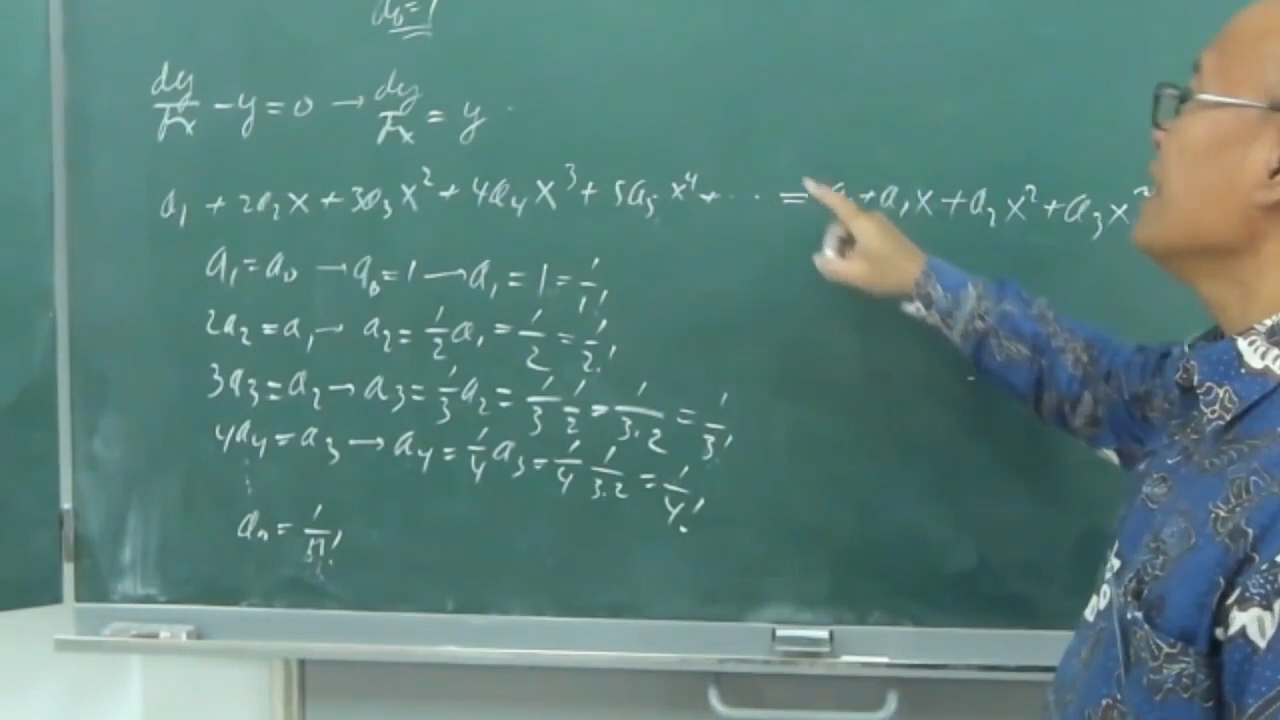 a₀=1
dy/dx - y = 0 → dy/dx = y
a₁ + 2a₂x + 3a₃x² + 4a₄x³ + 5a₅x⁴ + ... = a₀ + a₁x + a₂x² + a₃x³
a₁ = a₀ → a₀ = 1 → a₁ = 1 = 1/1!
2a₂ = a₁ → a₂ = 1/2 a₁ = 1/2 = 1/2!
3a₃ = a₂ → a₃ = 1/3 a₂ = 1/3 1/2 = 1/3.2 = 1/3!
4a₄ = a₃ → a₄ = 1/4 a₃ = 1/4 1/3.2 = 1/4!
⋮
aₙ = 1/n!